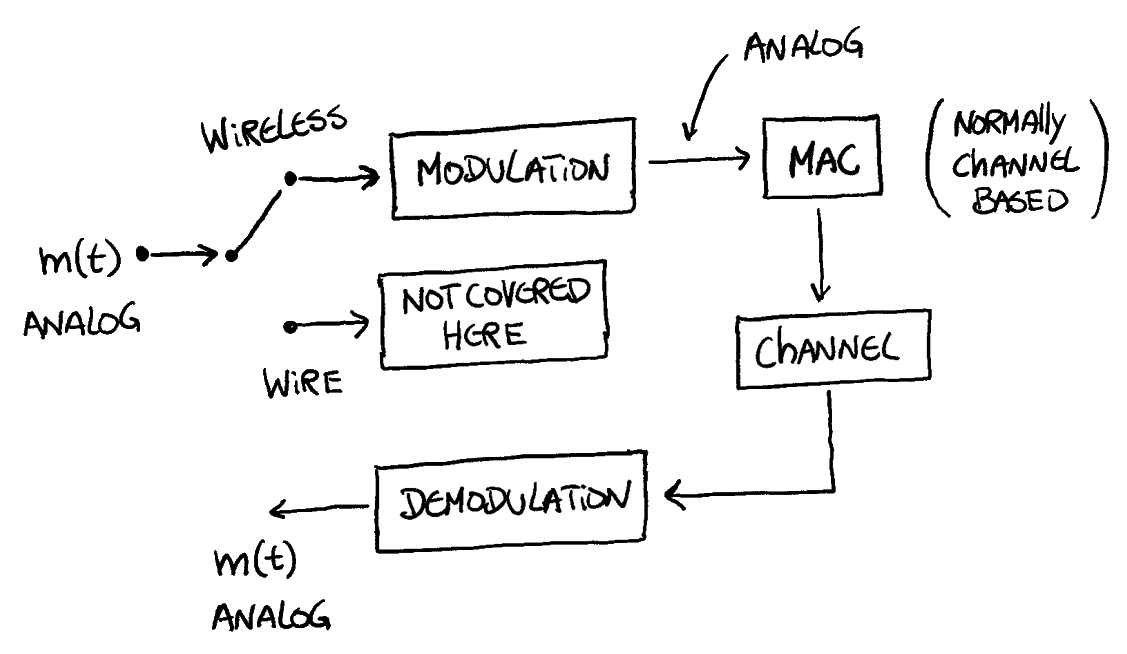 ANALOG
WiRELESS
MODULATION
MAC
(NORMAlly
ChANNEL
BASED)
m(t)
ANALOG
NOT COVERED
HERE
WiRE
ChANNEL
DEMODULATiON
m(t)
ANALOG